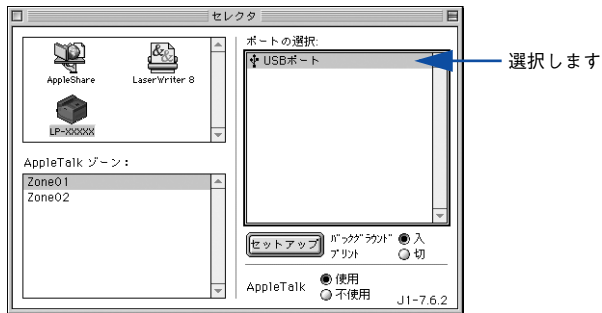 セレクタ
AppleShare
LaserWriter 8
LP-XXXXX
AppleTalk ゾーン：
Zone01
Zone02
ポートの選択:
USBポート
選択します
セットアップ
ﾊﾞｯｸｸﾞﾗｳﾝﾄﾞ
ﾌﾟﾘﾝﾄ
入
切
AppleTalk
使用
不使用
J1-7.6.2